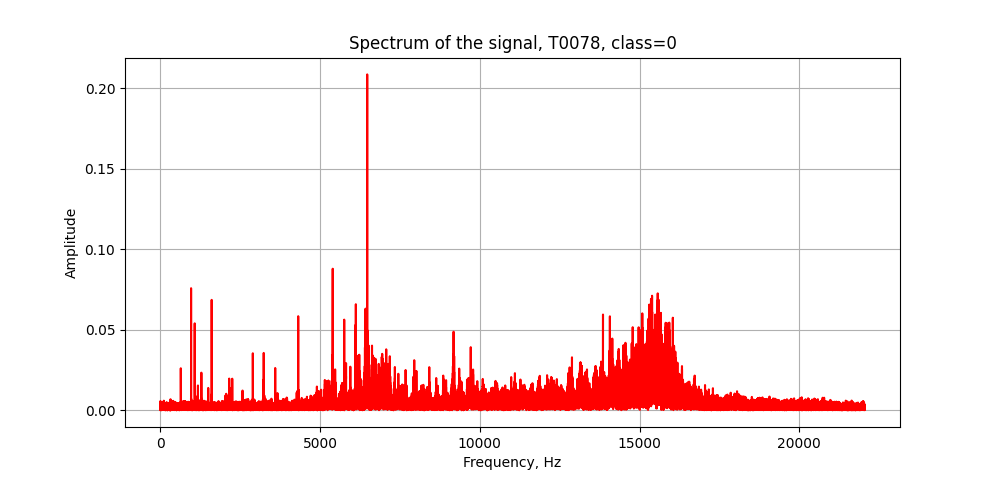 Spectrum of the signal, T0078, class=0
0.20
0.15
0.10
0.05
0.00
Amplitude
0 5000 10000 15000 20000
Frequency, Hz